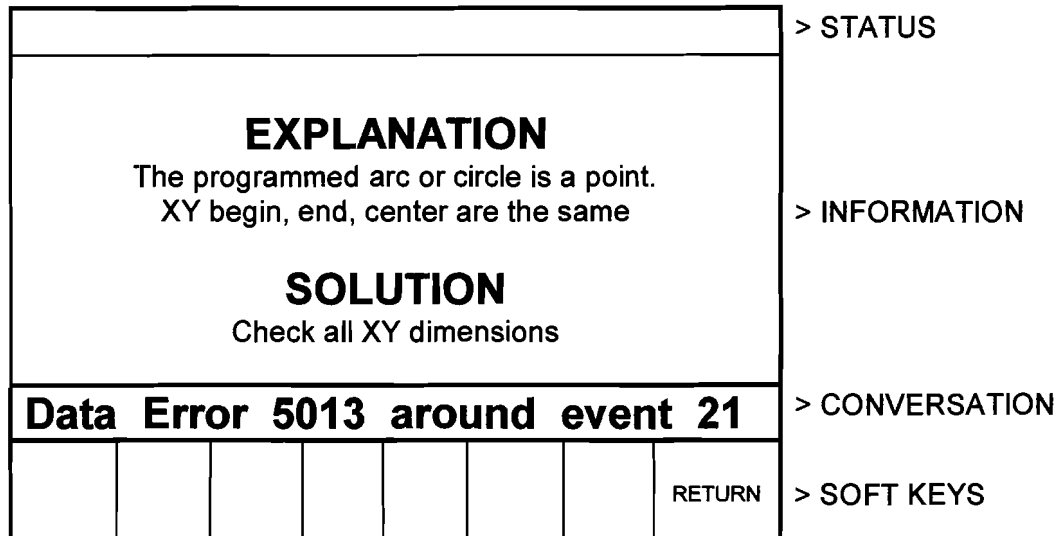 > STATUS
EXPLANATION
The programmed arc or circle is a point.
XY begin, end, center are the same
> INFORMATION
SOLUTION
Check all XY dimensions
Data Error 5013 around event 21
> CONVERSATION
RETURN
> SOFT KEYS